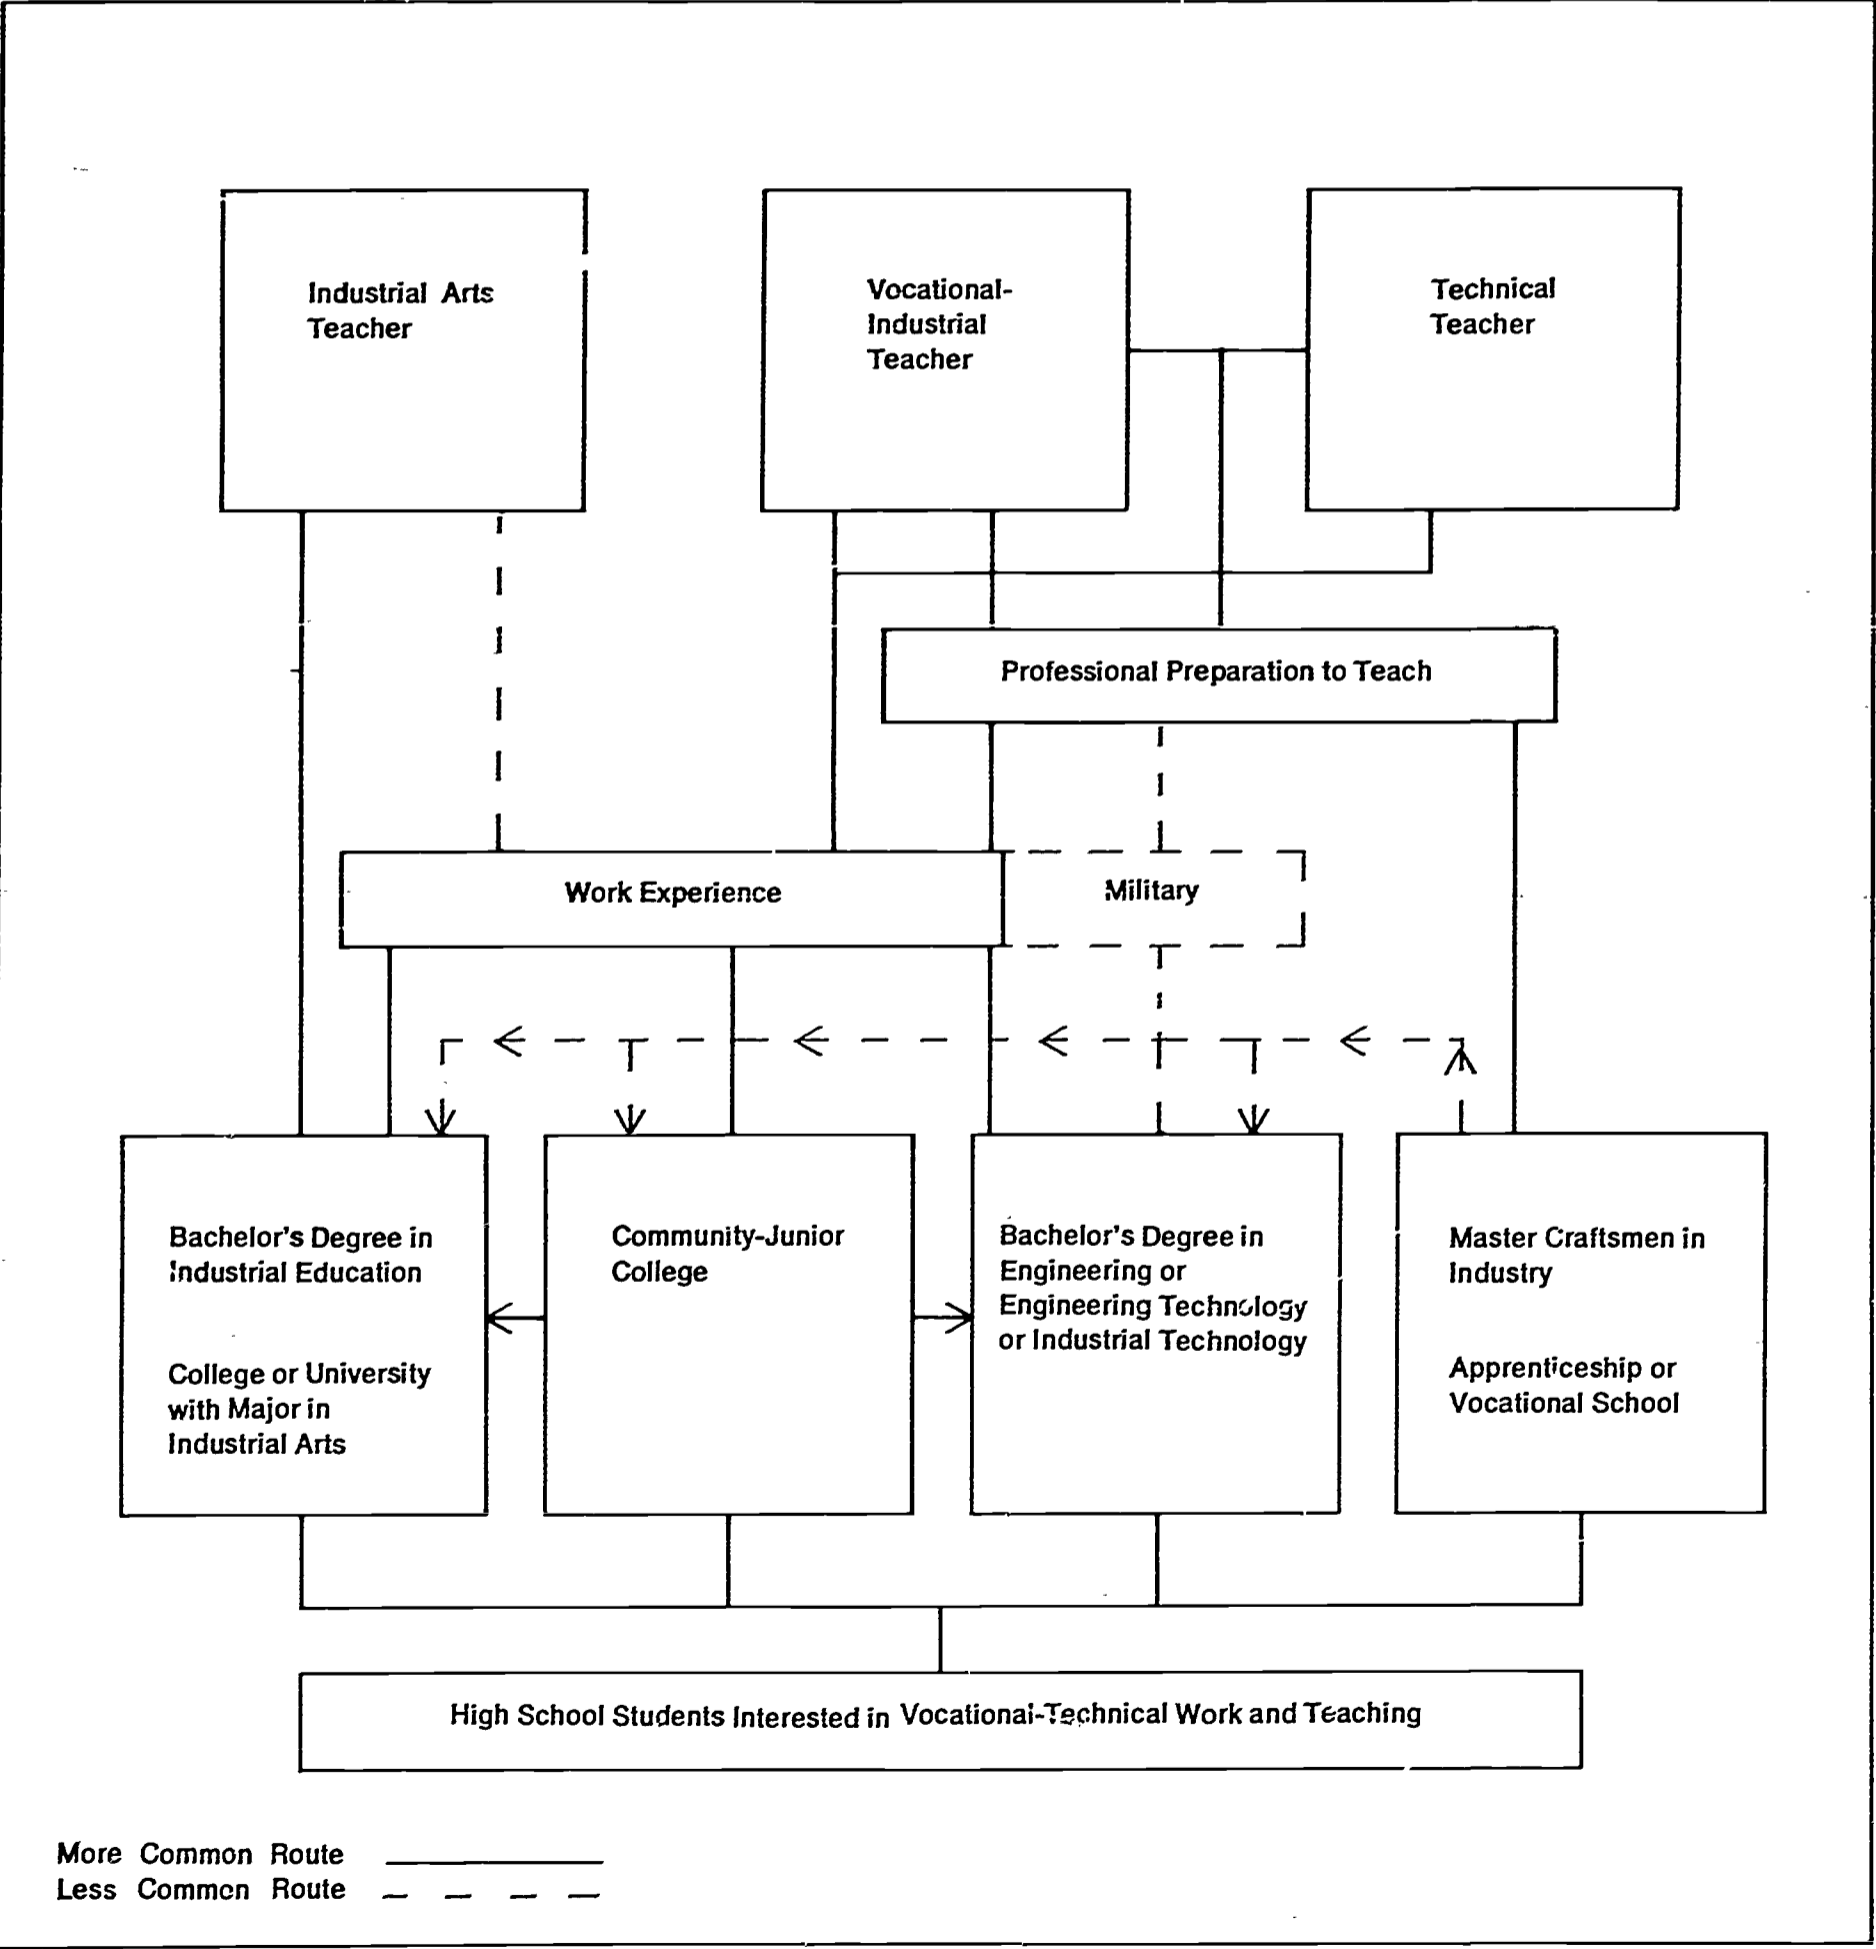 Industrial Arts
Teacher
Vocational-
Industrial
Teacher
Technical
Teacher
Professional Preparation to Teach
Work Experience
Military
Bachelor's Degree in
Industrial Education
College or University
with Major in
Industrial Arts
Community-Junior
College
Bachelor's Degree in
Engineering or
Engineering Technology
or Industrial Technology
Master Craftsmen in
Industry
Apprenticeship or
Vocational School
High School Students Interested in Vocational-Technical Work and Teaching
More Common Route
Less Common Route